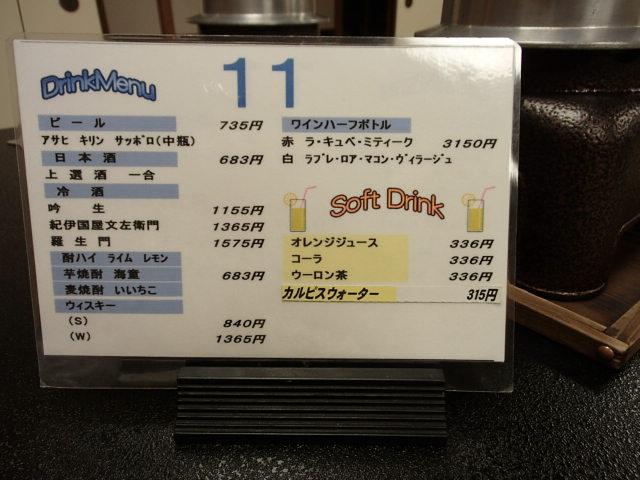 DrinkMenu
11
ビール 735円
アサヒ キリン サッポロ(中瓶)
日本酒 683円
上選酒 一合
冷酒
吟生 1155円
紀伊国屋文左衛門 1365円
羅生門 1575円
酎ハイ ライム レモン
芋焼酎 海童 683円
麦焼酎 いいちこ
ウィスキー
(S) 840円
(W) 1365円
ワインハーフボトル
赤 ラ・キュベ・ミティーク 3150円
白 ラブレ・ロア・マコン・ヴィラージュ
Soft Drink
オレンジジュース 336円
コーラ 336円
ウーロン茶 336円
カルピスウォーター 315円